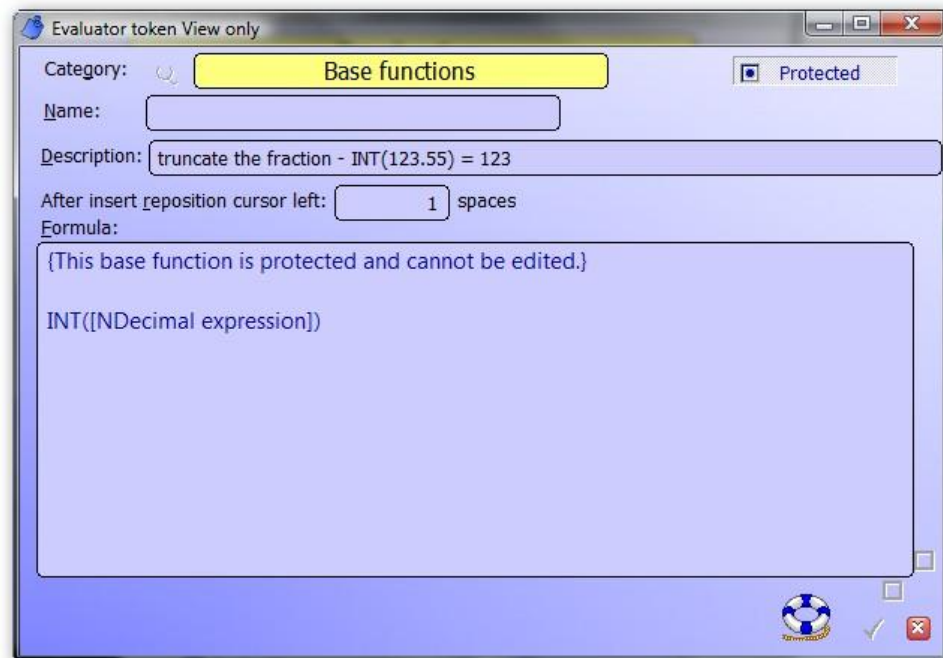 Evaluator token View only
Category: Base functions Protected
Name:
Description: truncate the fraction - INT(123.55) = 123
After insert reposition cursor left: 1 spaces
Formula:
{This base function is protected and cannot be edited.}
INT([NDecimal expression])